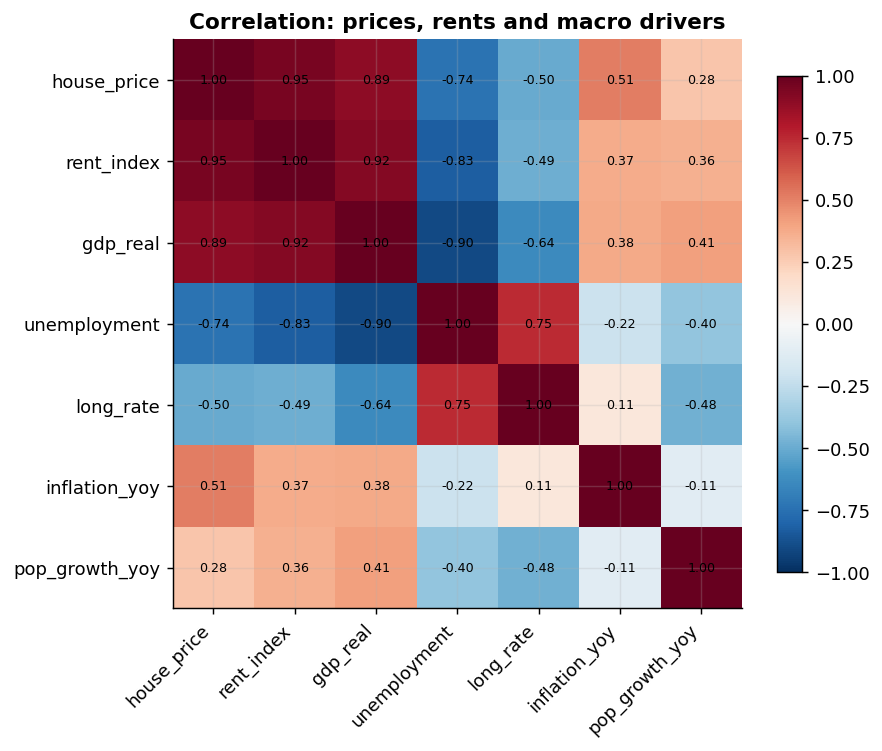 Correlation: prices, rents and macro drivers
house_price 1.00 0.95 0.89 -0.74 -0.50 0.51 0.28
rent_index 0.95 1.00 0.92 -0.83 -0.49 0.37 0.36
gdp_real 0.89 0.92 1.00 -0.90 -0.64 0.38 0.41
unemployment -0.74 -0.83 -0.90 1.00 0.75 -0.22 -0.40
long_rate -0.50 -0.49 -0.64 0.75 1.00 0.11 -0.48
inflation_yoy 0.51 0.37 0.38 -0.22 0.11 1.00 -0.11
pop_growth_yoy 0.28 0.36 0.41 -0.40 -0.48 -0.11 1.00
house_price rent_index gdp_real unemployment long_rate inflation_yoy pop_growth_yoy
1.00
0.75
0.50
0.25
0.00
−0.25
−0.50
−0.75
−1.00